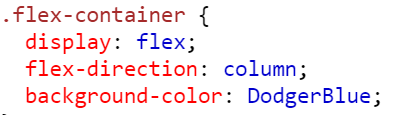 .flex-container {
  display: flex;
  flex-direction: column;
  background-color: DodgerBlue;